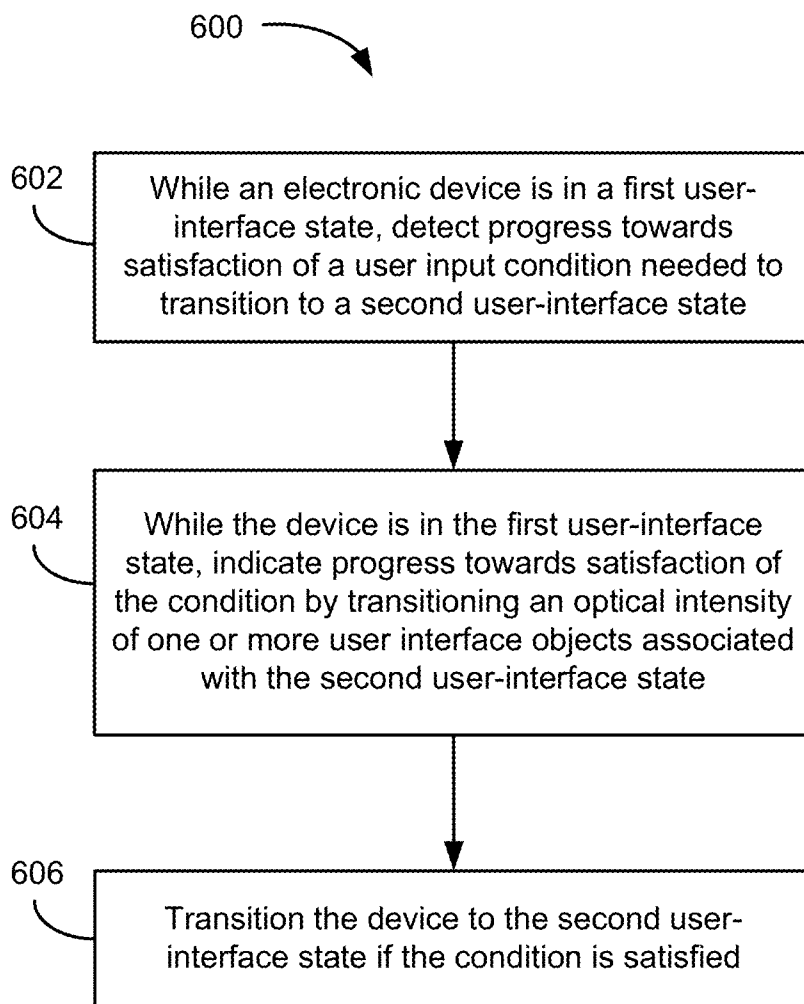 600
602
While an electronic device is in a first user-
interface state, detect progress towards
satisfaction of a user input condition needed to
transition to a second user-interface state
604
While the device is in the first user-interface
state, indicate progress towards satisfaction of
the condition by transitioning an optical intensity
of one or more user interface objects associated
with the second user-interface state
606
Transition the device to the second user-
interface state if the condition is satisfied